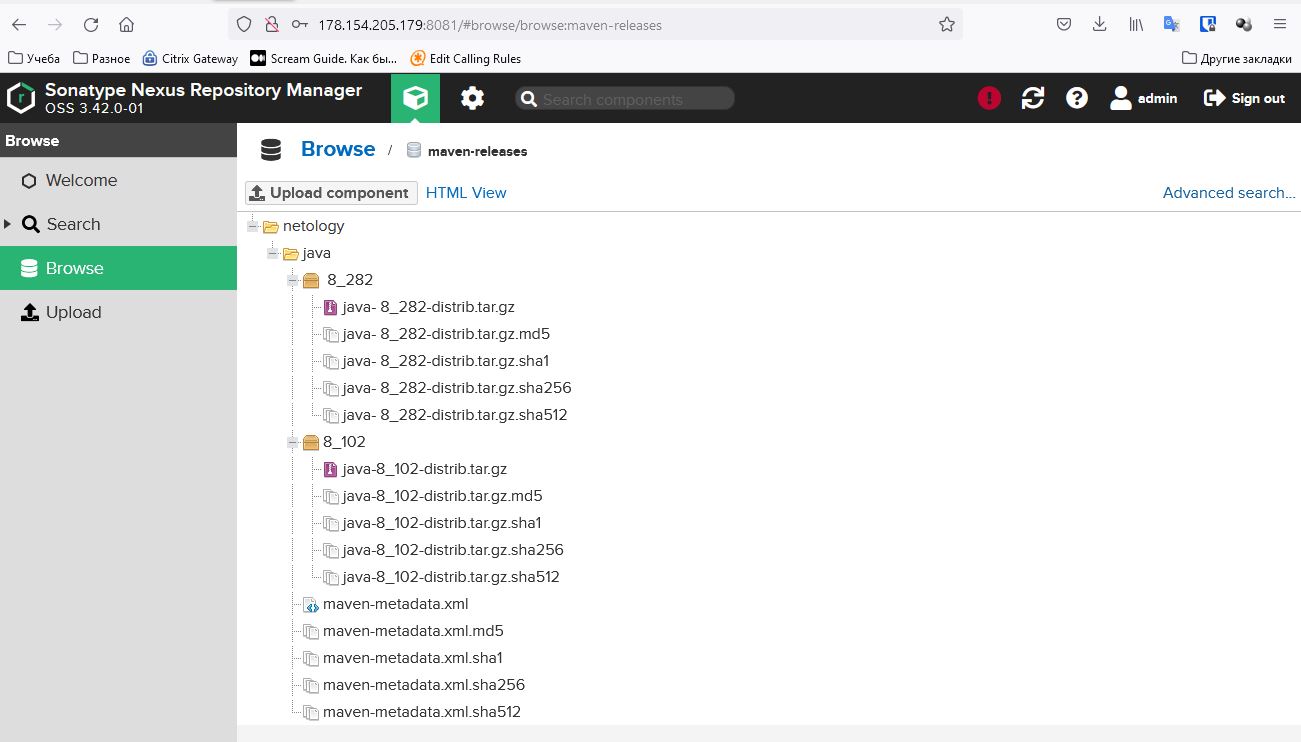 178.154.205.179:8081/#browse/browse:maven-releases
Учеба Разное Citrix Gateway Scream Guide. Как бы... Edit Calling Rules Другие закладки
Sonatype Nexus Repository Manager
OSS 3.42.0-01
Search components
admin Sign out
Browse
Welcome
Search
Browse
Upload
Browse / maven-releases
Upload component HTML View Advanced search...
netology
java
8_282
java- 8_282-distrib.tar.gz
java- 8_282-distrib.tar.gz.md5
java- 8_282-distrib.tar.gz.sha1
java- 8_282-distrib.tar.gz.sha256
java- 8_282-distrib.tar.gz.sha512
8_102
java-8_102-distrib.tar.gz
java-8_102-distrib.tar.gz.md5
java-8_102-distrib.tar.gz.sha1
java-8_102-distrib.tar.gz.sha256
java-8_102-distrib.tar.gz.sha512
maven-metadata.xml
maven-metadata.xml.md5
maven-metadata.xml.sha1
maven-metadata.xml.sha256
maven-metadata.xml.sha512